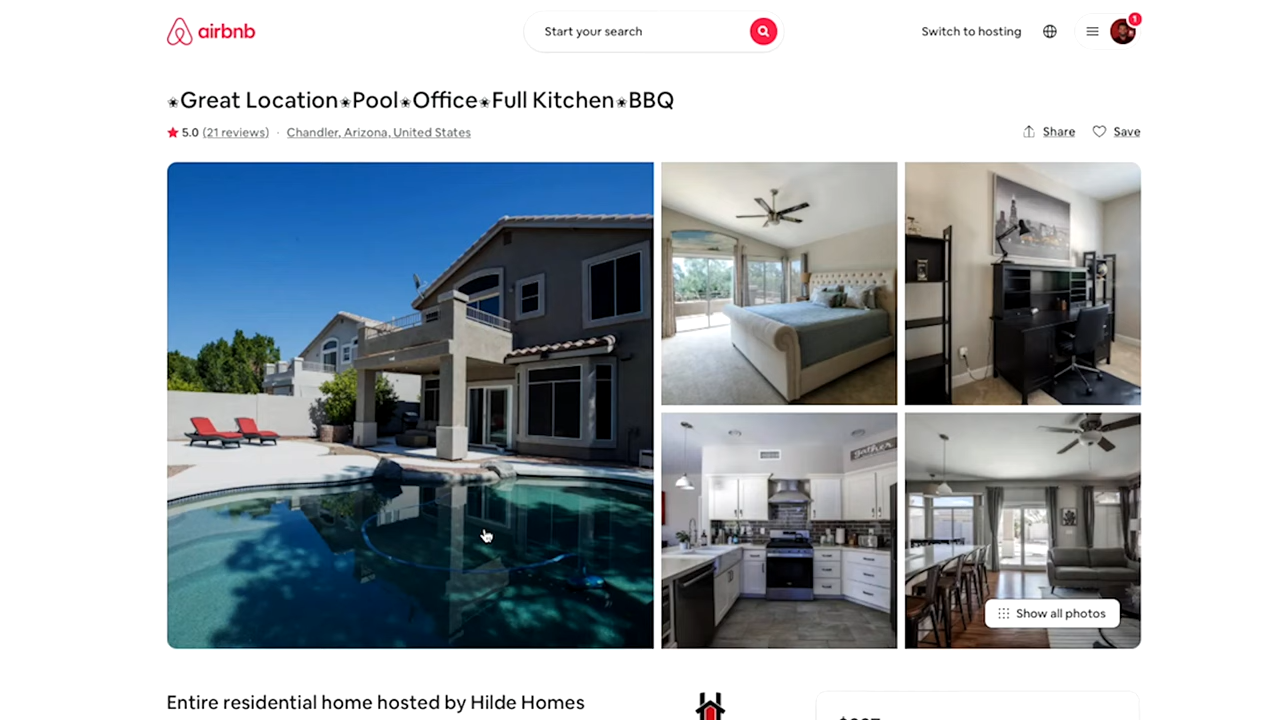 airbnb
Start your search
Switch to hosting
1
✷Great Location✷Pool✷Office✷Full Kitchen✷BBQ
★ 5.0 (21 reviews) · Chandler, Arizona, United States
Share
Save
gather
Show all photos
Entire residential home hosted by Hilde Homes